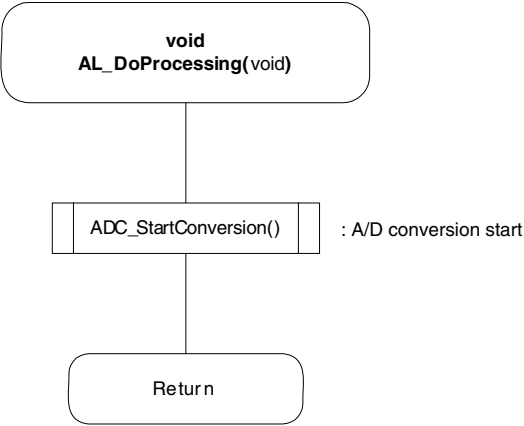 void
AL_DoProcessing(void)
ADC_StartConversion()
: A/D conversion start
Return